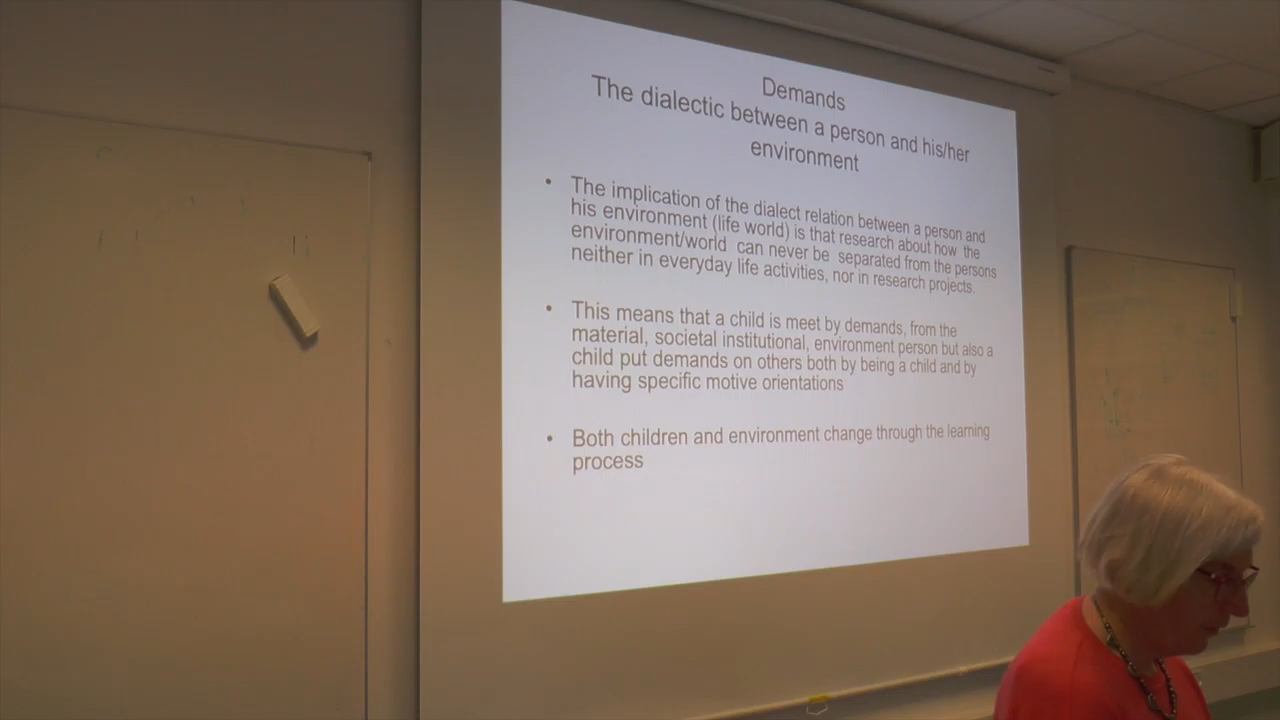 Demands
The dialectic between a person and his/her
environment
• The implication of the dialect relation between a person and
his environment (life world) is that research about how the
environment/world can never be separated from the persons
neither in everyday life activities, nor in research projects.
• This means that a child is meet by demands, from the
material, societal institutional, environment person but also a
child put demands on others both by being a child and by
having specific motive orientations
• Both children and environment change through the learning
process